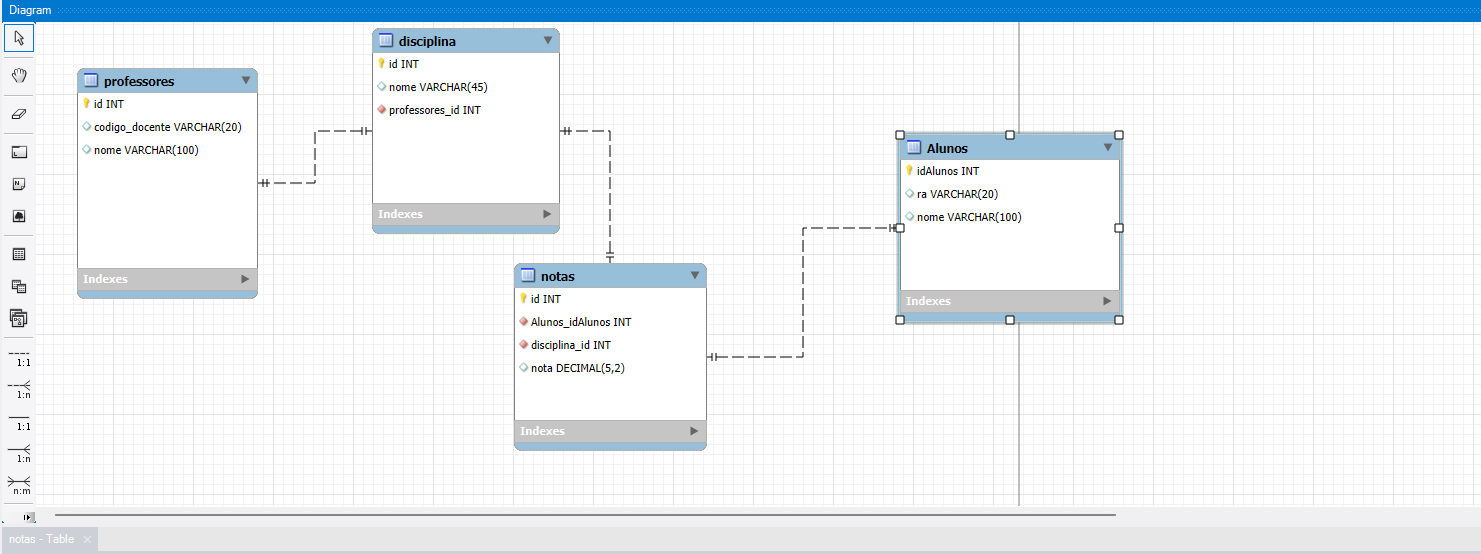 Diagram
disciplina
id INT
nome VARCHAR(45)
professores_id INT
Indexes
professores
id INT
codigo_docente VARCHAR(20)
nome VARCHAR(100)
Indexes
Alunos
idAlunos INT
ra VARCHAR(20)
nome VARCHAR(100)
Indexes
notas
id INT
Alunos_idAlunos INT
disciplina_id INT
nota DECIMAL(5,2)
Indexes
1:1
1:n
1:1
1:n
n:m
notas - Table